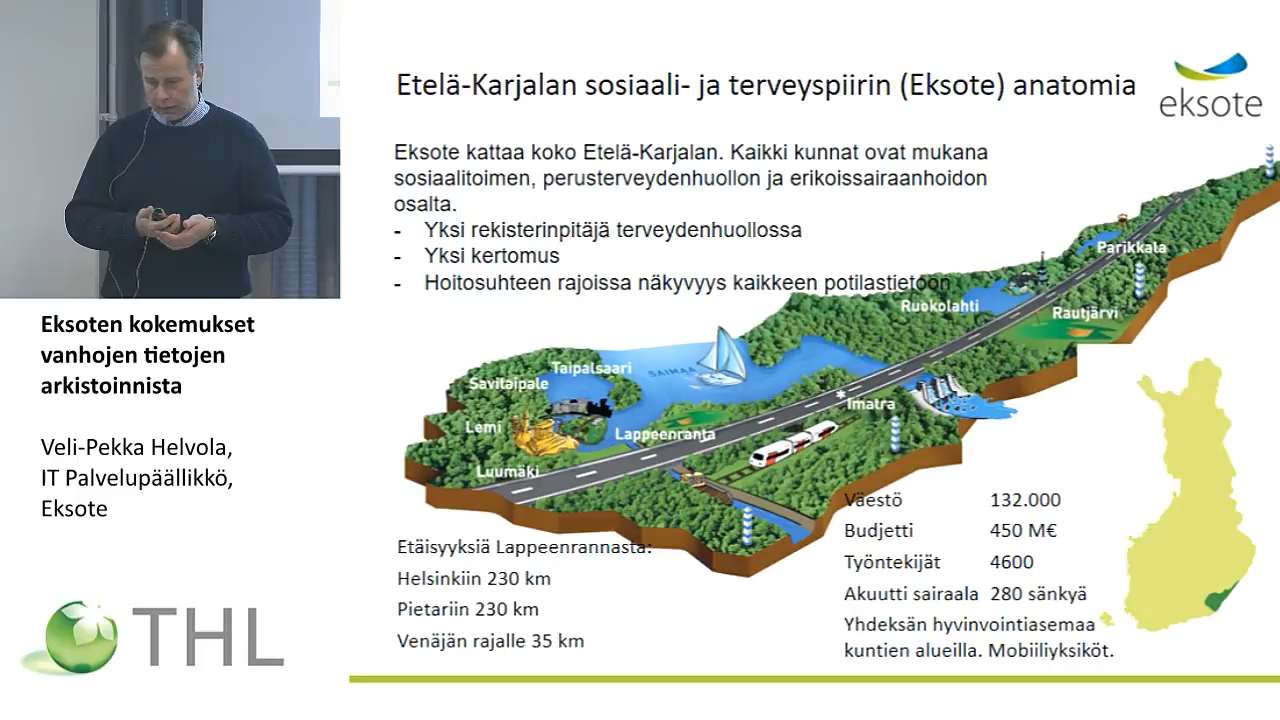 Etelä-Karjalan sosiaali- ja terveyspiirin (Eksote) anatomia
eksote
Eksote kattaa koko Etelä-Karjalan. Kaikki kunnat ovat mukana
sosiaalitoimen, perusterveydenhuollon ja erikoissairaanhoidon
osalta.
- Yksi rekisterinpitäjä terveydenhuollossa
- Yksi kertomus
- Hoitosuhteen rajoissa näkyvyys kaikkeen potilastietoon
Parikkala
Ruokolahti
Rautjärvi
Taipalsaari
SAIMAA
Savitaipale
Imatra
Lemi
Lappeenranta
Luumäki
Eksoten kokemukset
vanhojen tietojen
arkistoinnista
Veli-Pekka Helvola,
IT Palvelupäällikkö,
Eksote
THL
Etäisyyksiä Lappeenrannasta:
Helsinkiin 230 km
Pietariin 230 km
Venäjän rajalle 35 km
Väestö 132.000
Budjetti 450 M€
Työntekijät 4600
Akuutti sairaala 280 sänkyä
Yhdeksän hyvinvointiasemaa
kuntien alueilla. Mobiiliyksiköt.